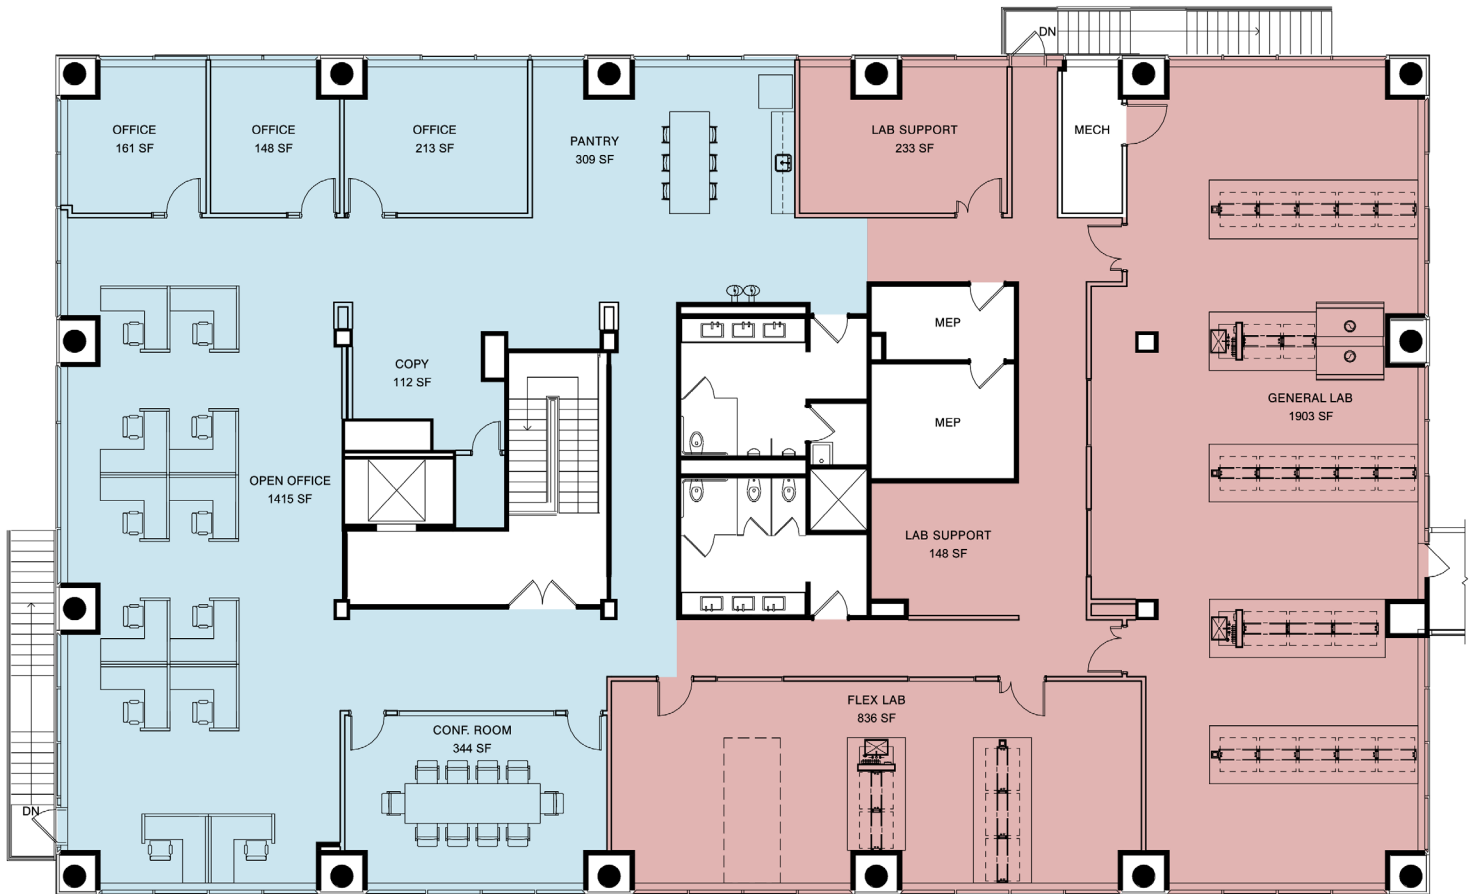 DN
OFFICE
161 SF
OFFICE
148 SF
OFFICE
213 SF
PANTRY
309 SF
LAB SUPPORT
233 SF
MECH
MEP
COPY
112 SF
GENERAL LAB
1903 SF
MEP
OPEN OFFICE
1415 SF
LAB SUPPORT
148 SF
FLEX LAB
836 SF
CONF. ROOM
344 SF
DN